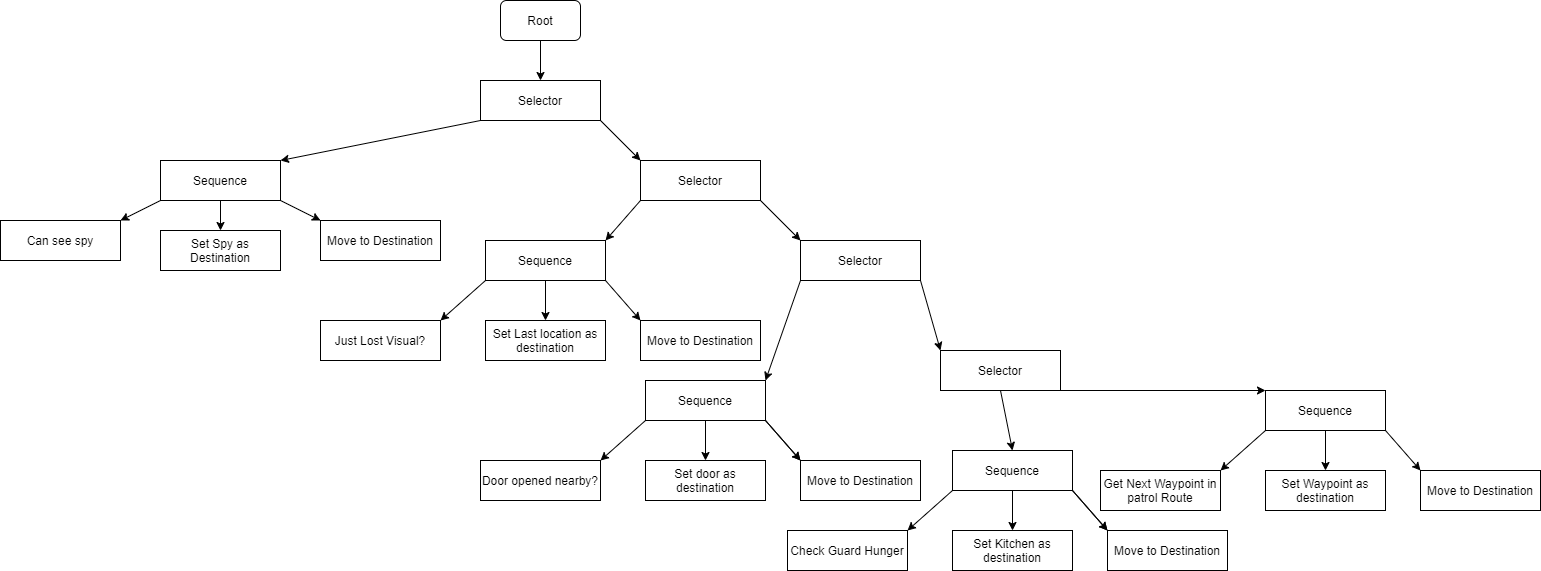 Root
Selector
Sequence
Selector
Can see spy
Set Spy as
Destination
Move to Destination
Sequence
Selector
Just Lost Visual?
Set Last location as
destination
Move to Destination
Selector
Sequence
Sequence
Door opened nearby?
Set door as
destination
Move to Destination
Sequence
Get Next Waypoint in
patrol Route
Set Waypoint as
destination
Move to Destination
Check Guard Hunger
Set Kitchen as
destination
Move to Destination